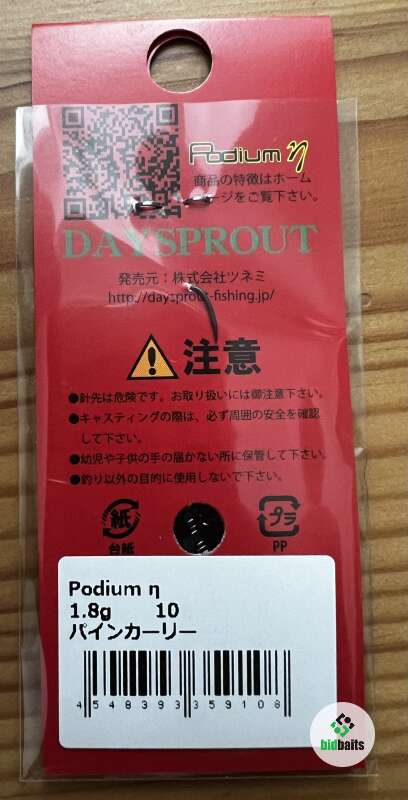 Podium η
商品の特徴はホーム
ページをご覧下さい。
DAYSPROUT
発売元：株式会社ツネミ
http://daysprout-fishing.jp/
注意
●針先は危険です。お取り扱いには御注意下さい。
●キャスティングの際は、必ず周囲の安全を確認
して下さい。
●幼児や子供の手の届かない所に保管して下さい。
●釣り以外の目的に使用しないで下さい。
紙
台紙
プラ
PP
Podium η
1.8g 10
パインカーリー
4 548393 359108
bidbaits